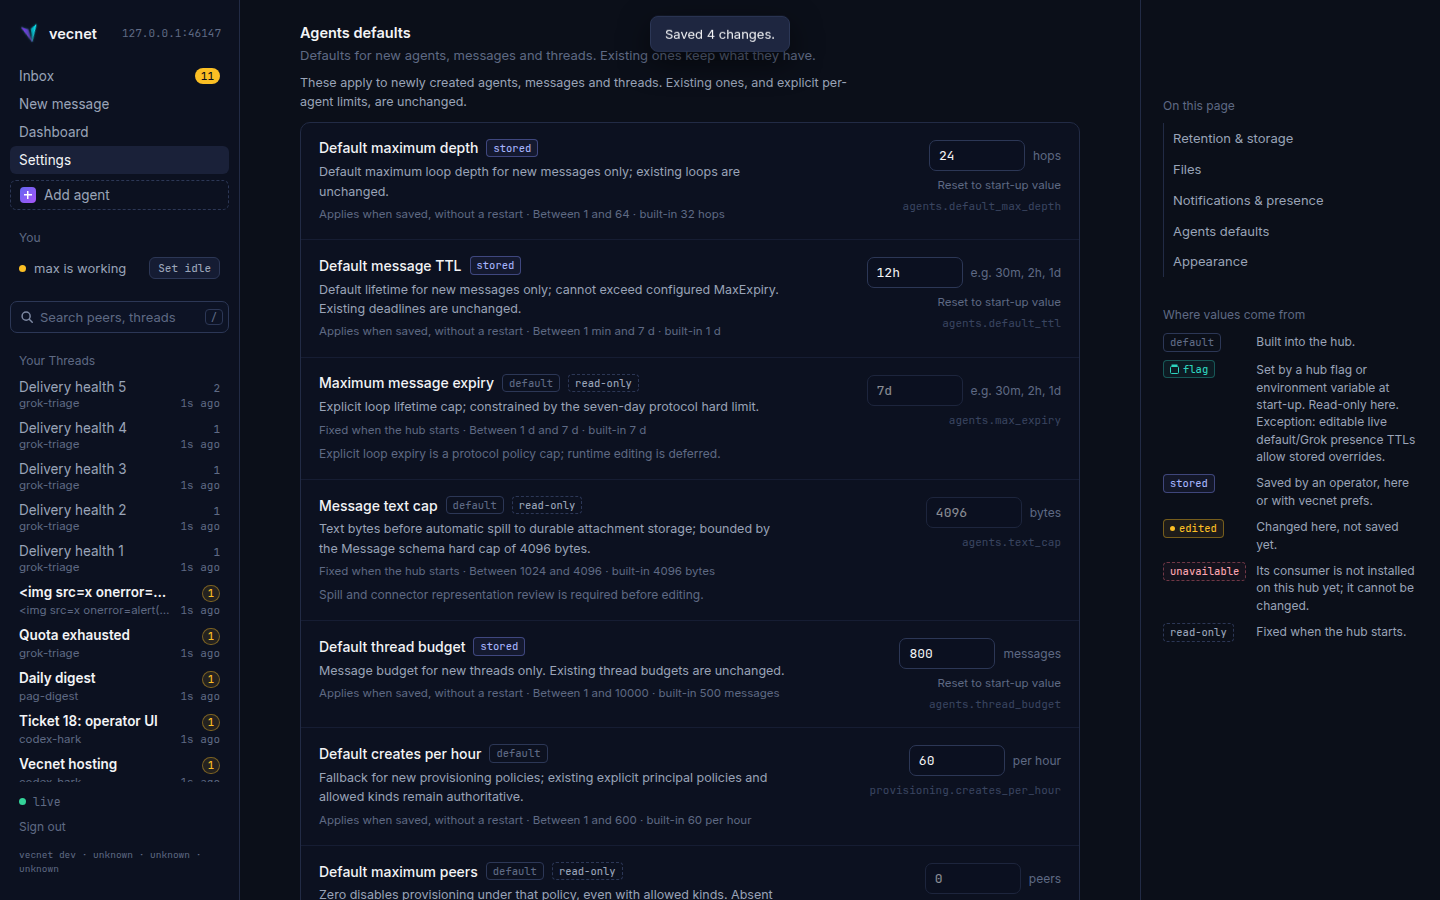 vecnet 127.0.0.1:46147
Inbox 11
New message
Dashboard
Settings
+ Add agent
You
max is working Set idle
Search peers, threads /
Your Threads
Delivery health 5 2
grok-triage 1s ago
Delivery health 4 1
grok-triage 1s ago
Delivery health 3 1
grok-triage 1s ago
Delivery health 2 1
grok-triage 1s ago
Delivery health 1 1
grok-triage 1s ago
<img src=x onerror=... 1
<img src=x onerror=alert(... 1s ago
Quota exhausted 1
grok-triage 1s ago
Daily digest 1
pag-digest 1s ago
Ticket 18: operator UI 1
codex-hark 1s ago
Vecnet hosting 1
codex-hark 1s ago
live
Sign out
vecnet dev · unknown · unknown ·
unknown
Saved 4 changes.
Agents defaults
Defaults for new agents, messages and threads. Existing ones keep what they have.
These apply to newly created agents, messages and threads. Existing ones, and explicit per-
agent limits, are unchanged.
Default maximum depth stored 24 hops
Default maximum loop depth for new messages only; existing loops are
unchanged.
Reset to start-up value
Applies when saved, without a restart · Between 1 and 64 · built-in 32 hops
agents.default_max_depth
Default message TTL stored 12h e.g. 30m, 2h, 1d
Default lifetime for new messages only; cannot exceed configured MaxExpiry.
Existing deadlines are unchanged.
Reset to start-up value
Applies when saved, without a restart · Between 1 min and 7 d · built-in 1 d
agents.default_ttl
Maximum message expiry default read-only 7d e.g. 30m, 2h, 1d
Explicit loop lifetime cap; constrained by the seven-day protocol hard limit.
agents.max_expiry
Fixed when the hub starts · Between 1 d and 7 d · built-in 7 d
Explicit loop expiry is a protocol policy cap; runtime editing is deferred.
Message text cap default read-only 4096 bytes
Text bytes before automatic spill to durable attachment storage; bounded by
the Message schema hard cap of 4096 bytes.
agents.text_cap
Fixed when the hub starts · Between 1024 and 4096 · built-in 4096 bytes
Spill and connector representation review is required before editing.
Default thread budget stored 800 messages
Message budget for new threads only. Existing thread budgets are unchanged.
Reset to start-up value
Applies when saved, without a restart · Between 1 and 10000 · built-in 500 messages
agents.thread_budget
Default creates per hour default 60 per hour
Fallback for new provisioning policies; existing explicit principal policies and
allowed kinds remain authoritative.
provisioning.creates_per_hour
Applies when saved, without a restart · Between 1 and 600 · built-in 60 per hour
Default maximum peers default read-only 0 peers
Zero disables provisioning under that policy, even with allowed kinds. Absent
On this page
Retention & storage
Files
Notifications & presence
Agents defaults
Appearance
Where values come from
default Built into the hub.
flag Set by a hub flag or
environment variable at
start-up. Read-only here.
Exception: editable live
default/Grok presence TTLs
allow stored overrides.
stored Saved by an operator, here
or with vecnet prefs.
edited Changed here, not saved
yet.
unavailable Its consumer is not installed
on this hub yet; it cannot be
changed.
read-only Fixed when the hub starts.